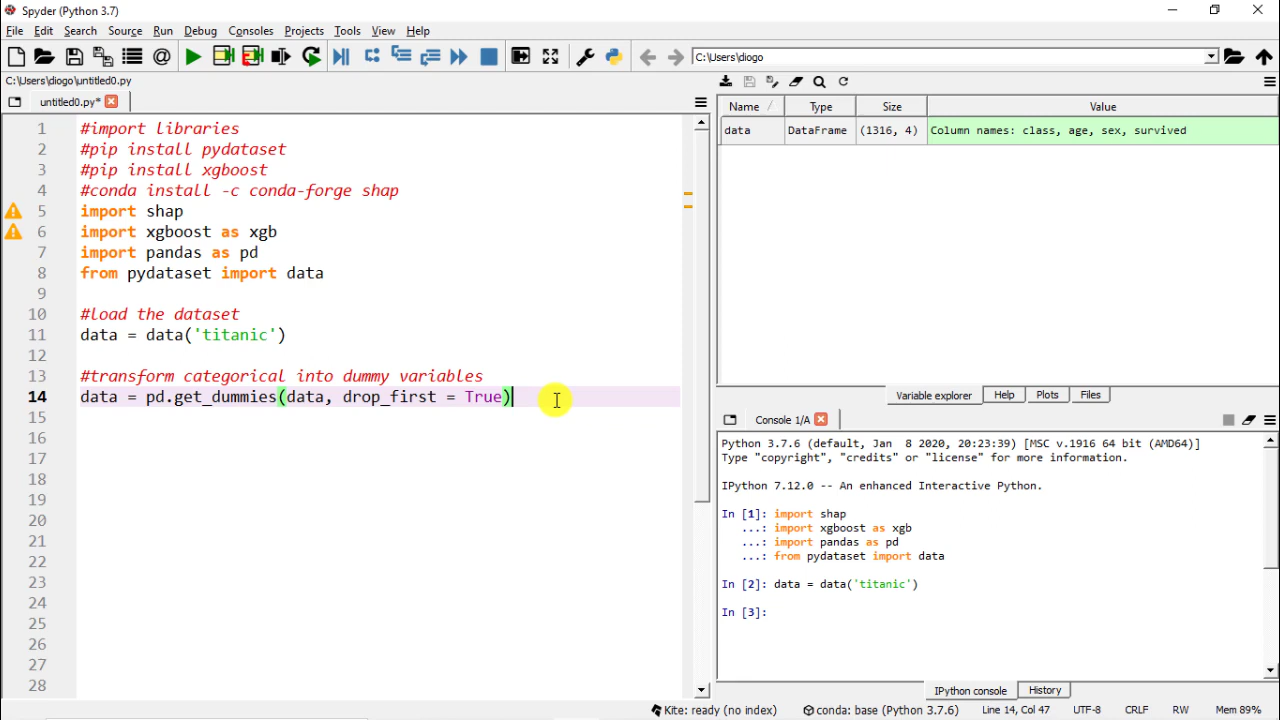 Spyder (Python 3.7)
File Edit Search Source Run Debug Consoles Projects Tools View Help
C:\Users\diogo
C:\Users\diogo\untitled0.py
untitled0.py*
1 #import libraries
2 #pip install pydataset
3 #pip install xgboost
4 #conda install -c conda-forge shap
5 import shap
6 import xgboost as xgb
7 import pandas as pd
8 from pydataset import data
9
10 #load the dataset
11 data = data('titanic')
12
13 #transform categorical into dummy variables
14 data = pd.get_dummies(data, drop_first = True)
15
16
17
18
19
20
21
22
23
24
25
26
27
28
Name Type Size Value
data DataFrame (1316, 4) Column names: class, age, sex, survived
Variable explorer Help Plots Files
Console 1/A
Python 3.7.6 (default, Jan 8 2020, 20:23:39) [MSC v.1916 64 bit (AMD64)]
Type "copyright", "credits" or "license" for more information.
IPython 7.12.0 -- An enhanced Interactive Python.
In [1]: import shap
...: import xgboost as xgb
...: import pandas as pd
...: from pydataset import data
In [2]: data = data('titanic')
In [3]:
IPython console History
Kite: ready (no index) conda: base (Python 3.7.6) Line 14, Col 47 UTF-8 CRLF RW Mem 89%